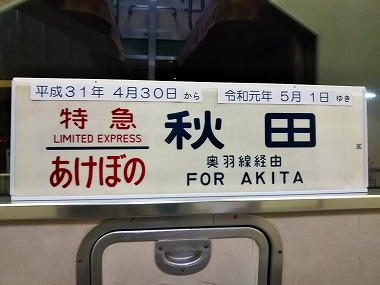 平成31年 4月30日 から 令和元年 5月 1日 ゆき
特急
LIMITED EXPRESS
あけぼの
秋田
奥羽線経由
FOR AKITA